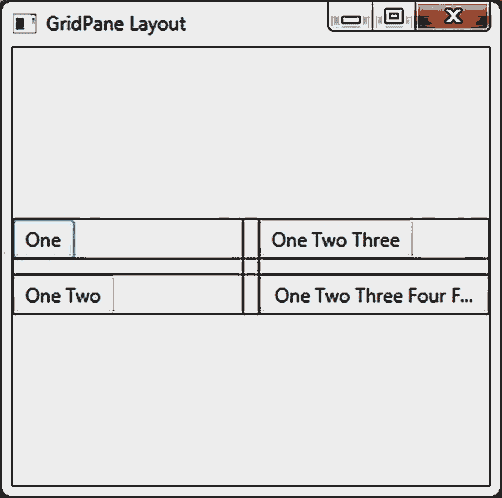 GridPane Layout
One
One Two Three
One Two
One Two Three Four F...